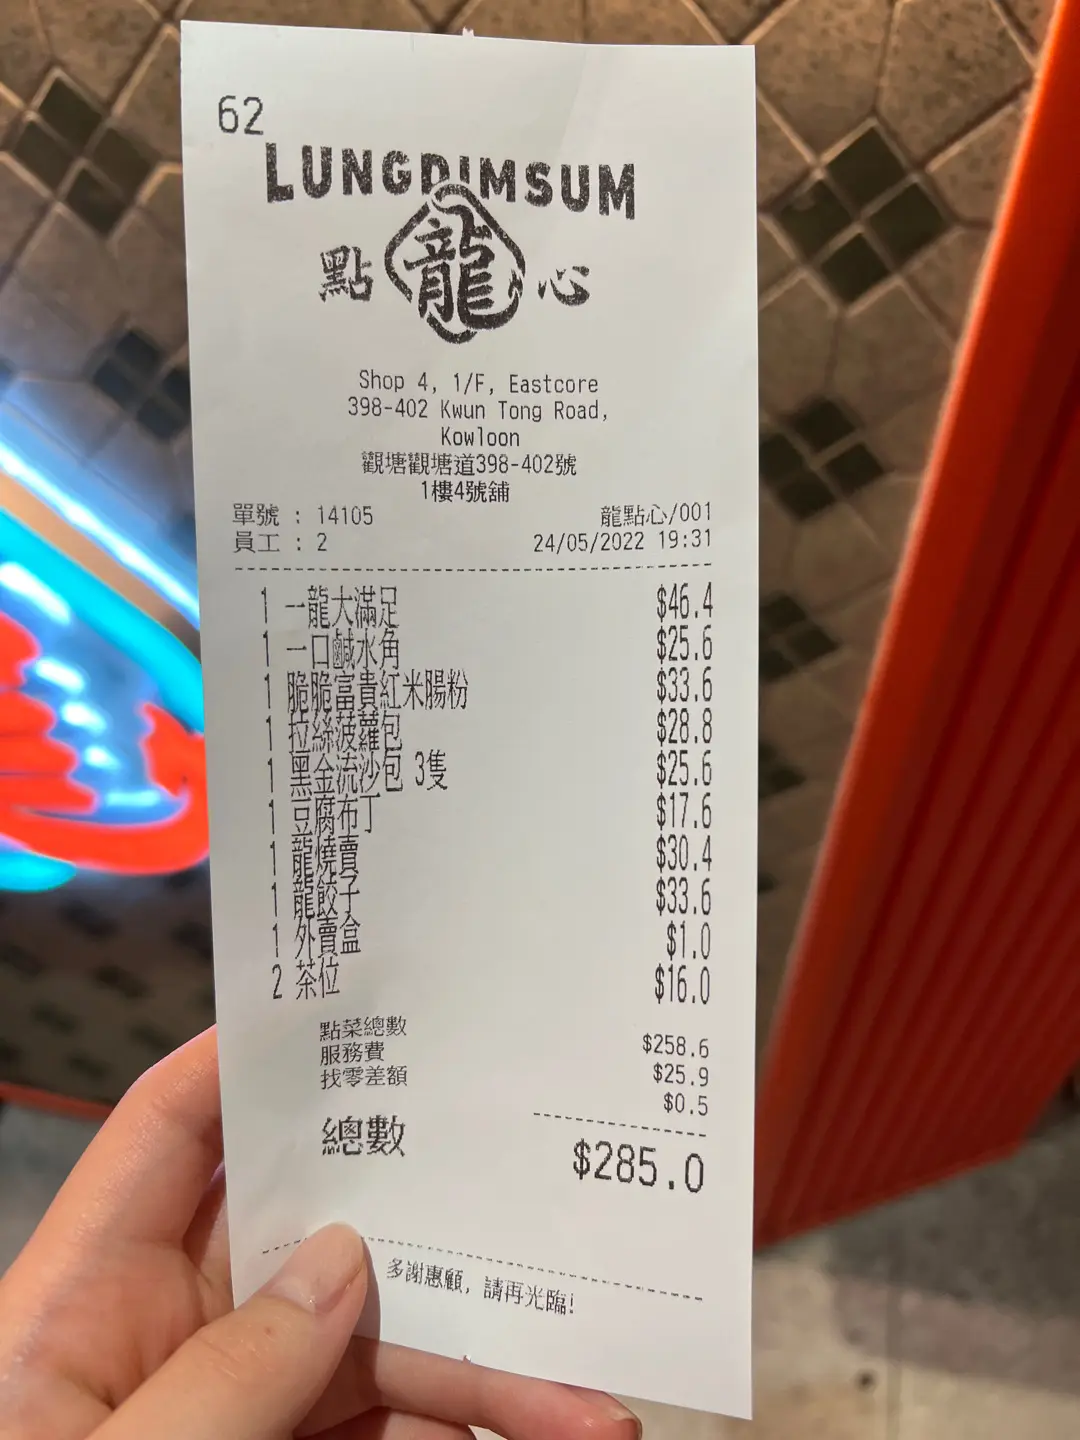 62
LUNGDIMSUM
點 龍 心
Shop 4, 1/F, Eastcore
398-402 Kwun Tong Road,
Kowloon
觀塘觀塘道398-402號
1樓4號舖
單號 : 14105 龍點心/001
員工 : 2 24/05/2022 19:31
1 一龍大滿足 $46.4
1 一口鹹水角 $25.6
1 脆脆富貴紅米腸粉 $33.6
1 拉絲菠蘿包 $28.8
1 黑金流沙包 3隻 $25.6
1 豆腐布丁 $17.6
1 龍燒賣 $30.4
1 龍餃子 $33.6
1 外賣盒 $1.0
2 茶位 $16.0
點菜總數 $258.6
服務費 $25.9
找零差額 $0.5
總數 $285.0
多謝惠顧, 請再光臨!